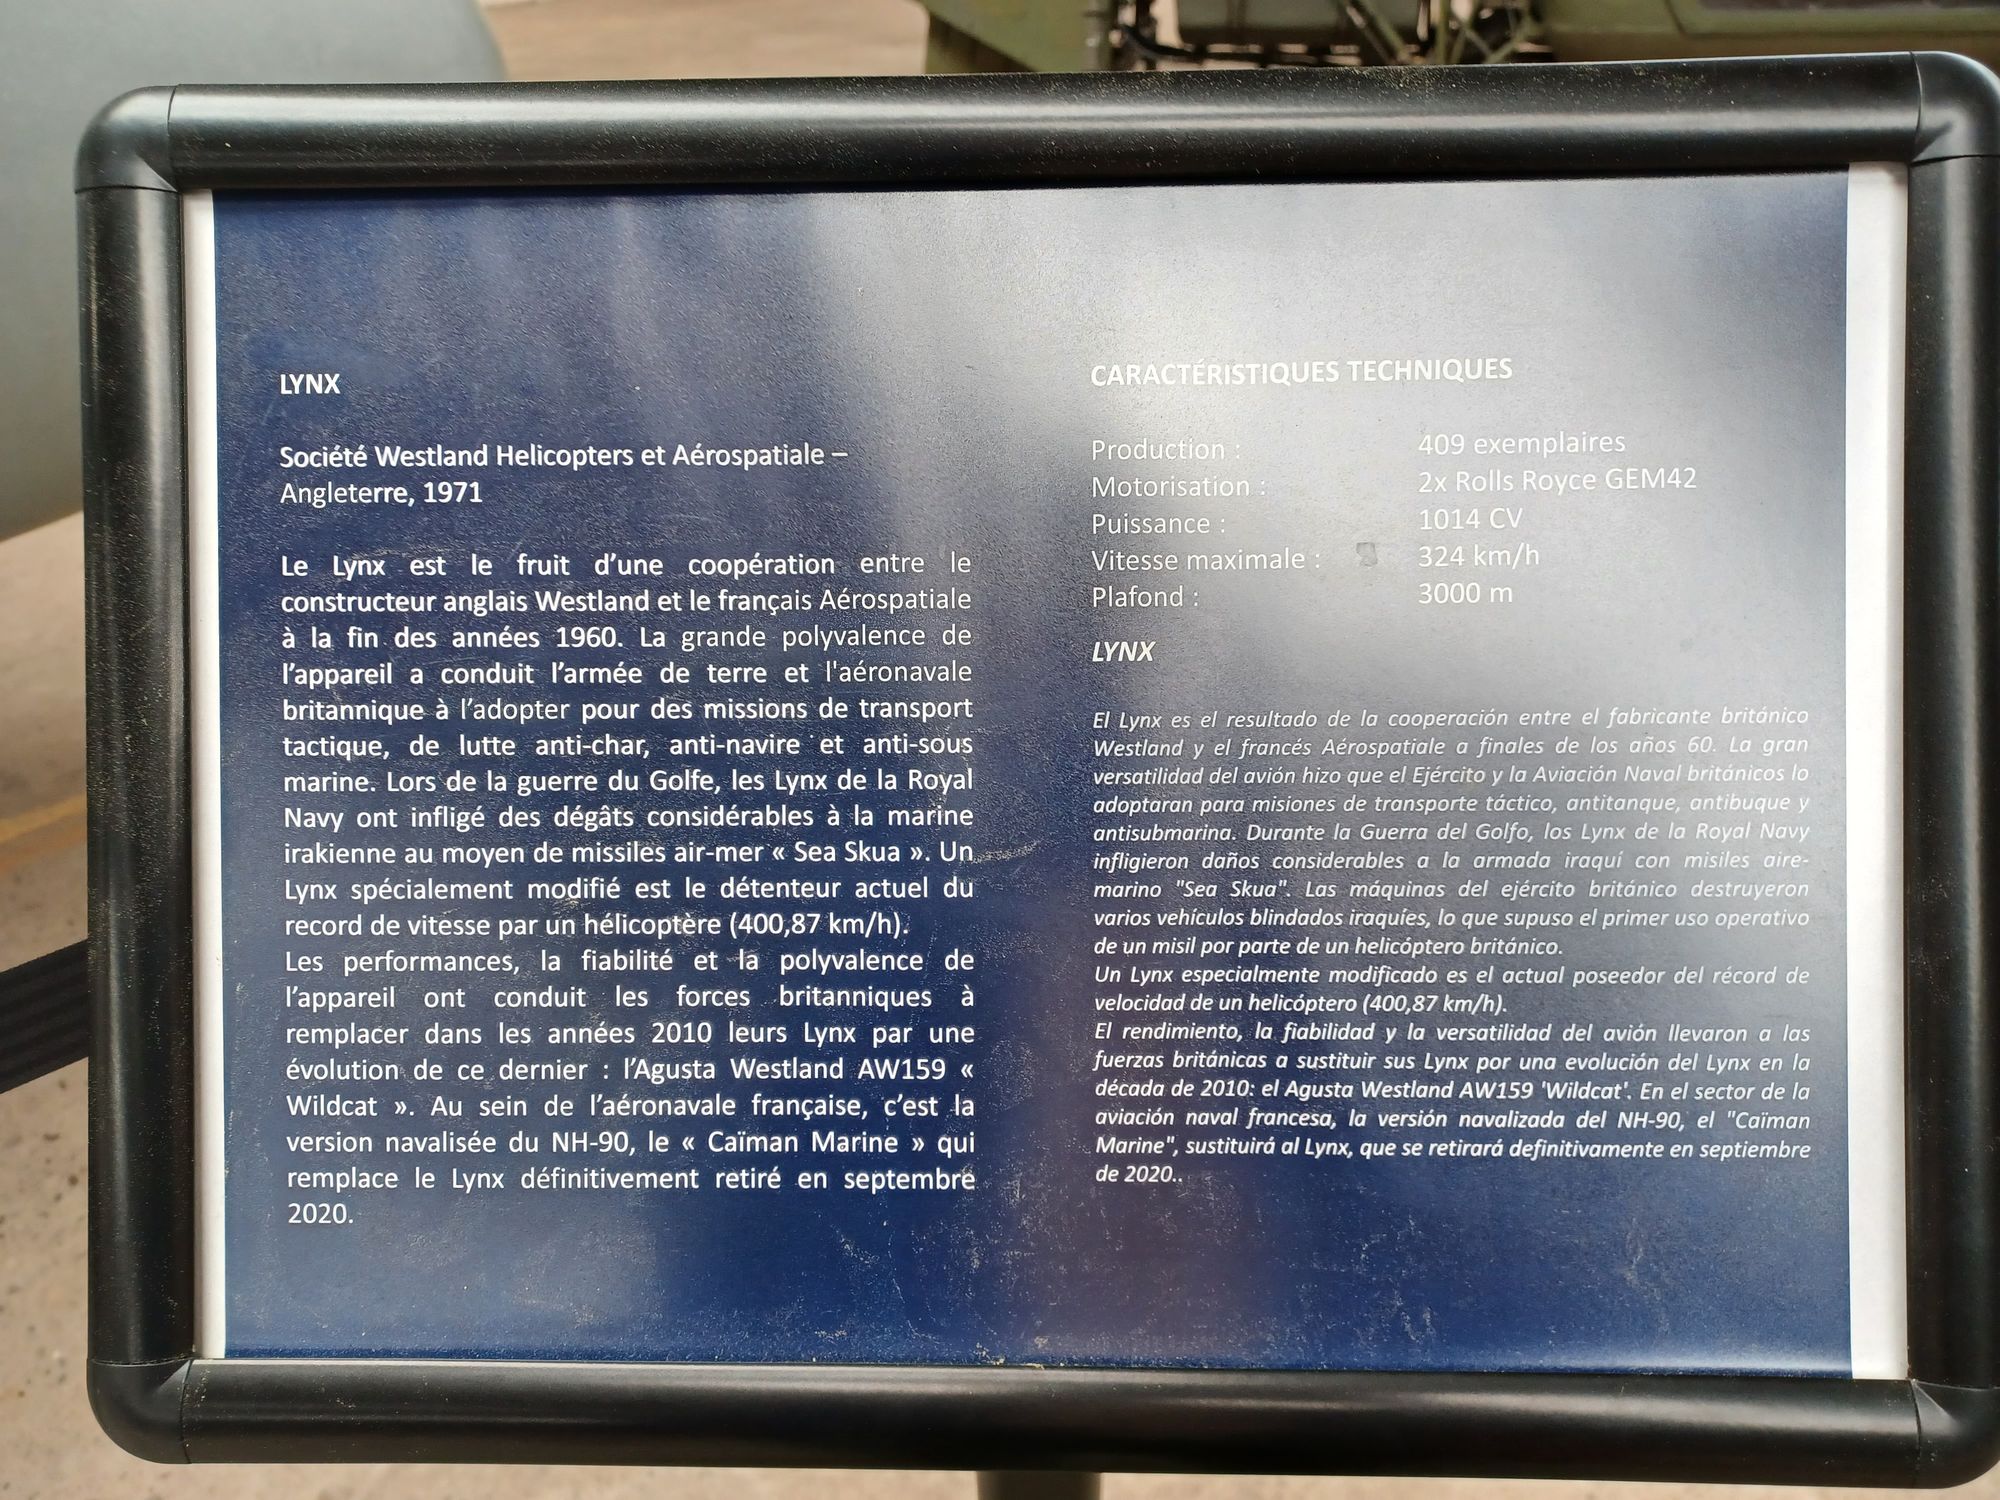 LYNX
Société Westland Helicopters et Aérospatiale –
Angleterre, 1971
Le Lynx est le fruit d’une coopération entre le
constructeur anglais Westland et le français Aérospatiale
à la fin des années 1960. La grande polyvalence de
l’appareil a conduit l’armée de terre et l'aéronavale
britannique à l’adopter pour des missions de transport
tactique, de lutte anti-char, anti-navire et anti-sous
marine. Lors de la guerre du Golfe, les Lynx de la Royal
Navy ont infligé des dégâts considérables à la marine
irakienne au moyen de missiles air-mer « Sea Skua ». Un
Lynx spécialement modifié est le détenteur actuel du
record de vitesse par un hélicoptère (400,87 km/h).
Les performances, la fiabilité et la polyvalence de
l’appareil ont conduit les forces britanniques à
remplacer dans les années 2010 leurs Lynx par une
évolution de ce dernier : l’Agusta Westland AW159 «
Wildcat ». Au sein de l’aéronavale française, c’est la
version navalisée du NH-90, le « Caïman Marine » qui
remplace le Lynx définitivement retiré en septembre
2020.
CARACTÉRISTIQUES TECHNIQUES
Production : 409 exemplaires
Motorisation : 2x Rolls Royce GEM42
Puissance : 1014 CV
Vitesse maximale : 324 km/h
Plafond : 3000 m
LYNX
El Lynx es el resultado de la cooperación entre el fabricante británico
Westland y el francés Aérospatiale a finales de los años 60. La gran
versatilidad del avión hizo que el Ejército y la Aviación Naval británicos lo
adoptaran para misiones de transporte táctico, antitanque, antibuque y
antisubmarina. Durante la Guerra del Golfo, los Lynx de la Royal Navy
infligieron daños considerables a la armada iraquí con misiles aire-
marino "Sea Skua". Las máquinas del ejército británico destruyeron
varios vehículos blindados iraquíes, lo que supuso el primer uso operativo
de un misil por parte de un helicóptero británico.
Un Lynx especialmente modificado es el actual poseedor del récord de
velocidad de un helicóptero (400,87 km/h).
El rendimiento, la fiabilidad y la versatilidad del avión llevaron a las
fuerzas británicas a sustituir sus Lynx por una evolución del Lynx en la
década de 2010: el Agusta Westland AW159 'Wildcat'. En el sector de la
aviación naval francesa, la versión navalizada del NH-90, el "Caïman
Marine", sustituirá al Lynx, que se retirará definitivamente en septiembre
de 2020..